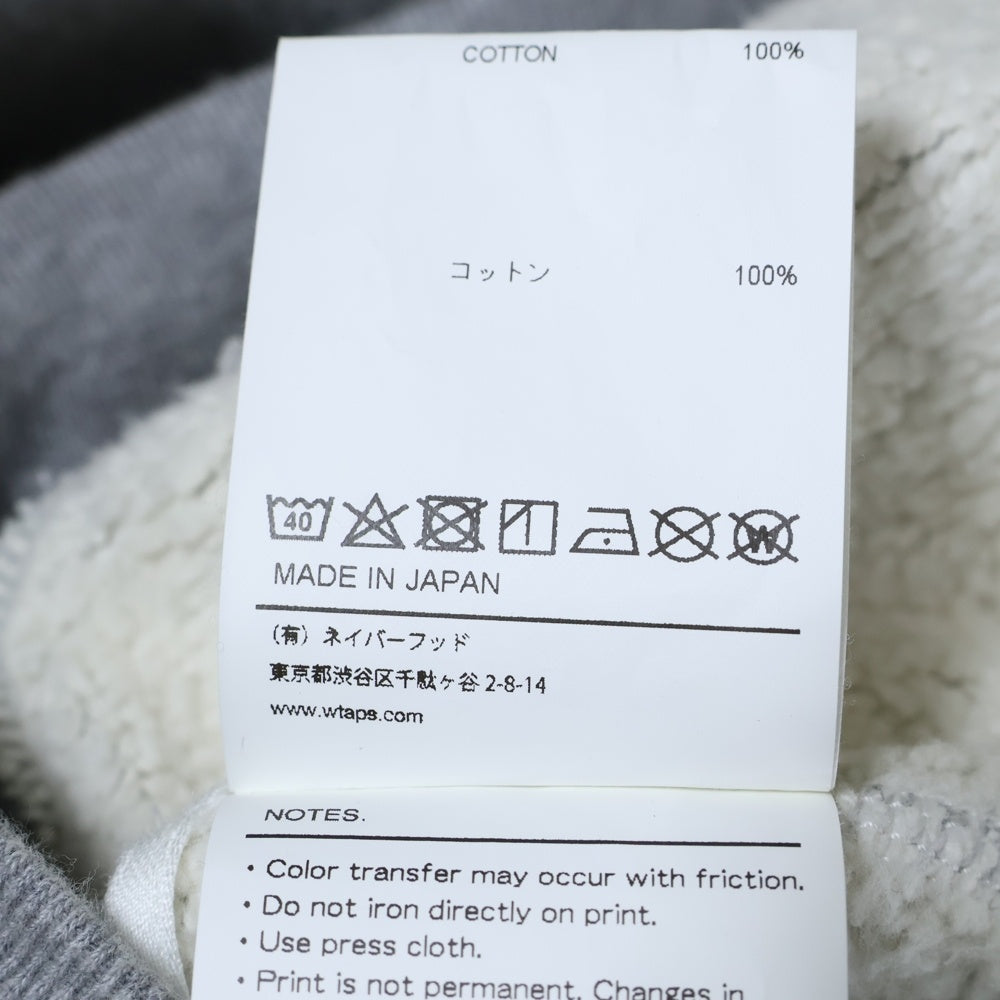 COTTON 100%
コットン 100%
40
W
MADE IN JAPAN
(有) ネイバーフッド
東京都渋谷区千駄ヶ谷 2-8-14
www.wtaps.com
NOTES.
• Color transfer may occur with friction.
• Do not iron directly on print.
• Use press cloth.
• Print is not permanent. Changes in